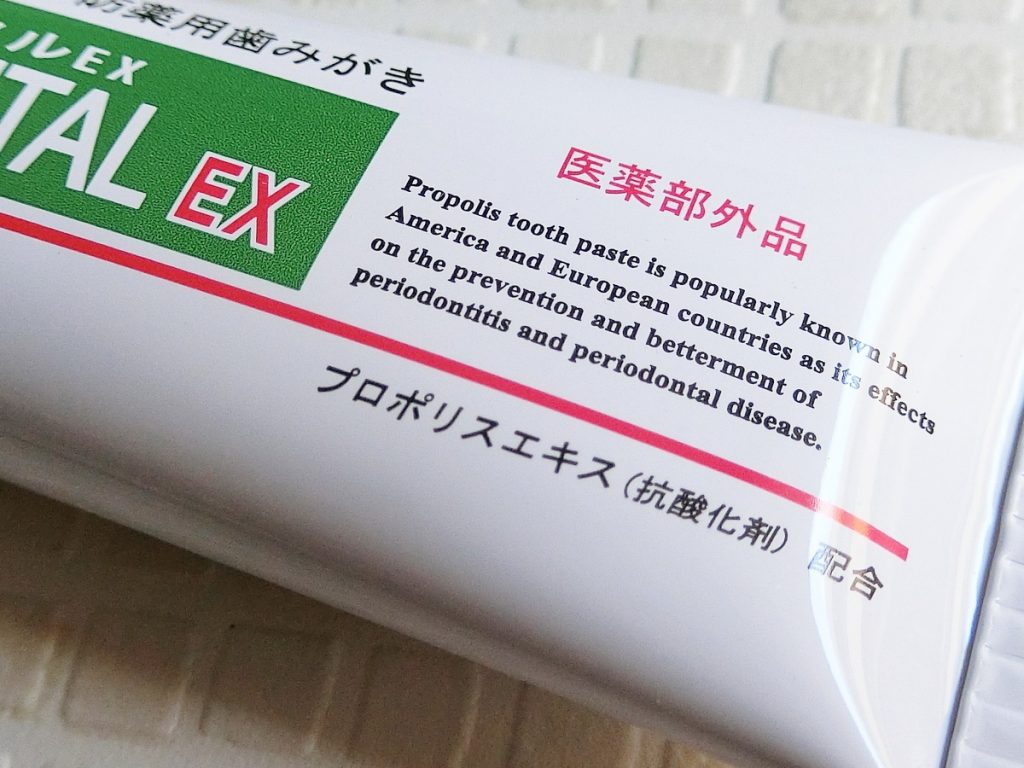 防薬用歯みがき
ルEX
TAL EX
医薬部外品
Propolis tooth paste is popularly known in
America and European countries as its effects
on the prevention and betterment of
periodontitis and periodontal disease.
プロポリスエキス(抗酸化剤) 配合